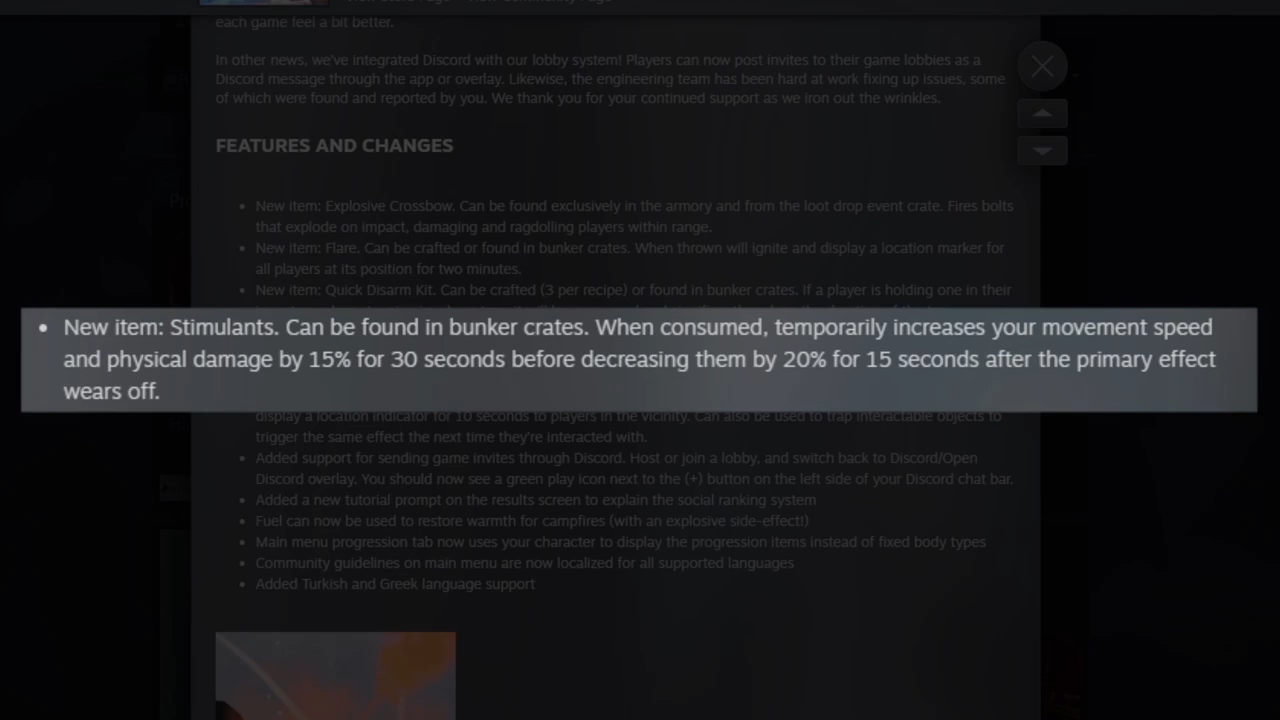 each game feel a bit better.
In other news, we've integrated Discord with our lobby system! Players can now post invites to their game lobbies as a
Discord message through the app or overlay. Likewise, the engineering team has been hard at work fixing up issues, some
of which were found and reported by you. We thank you for your continued support as we iron out the wrinkles.
FEATURES AND CHANGES
• New item: Explosive Crossbow. Can be found exclusively in the armory and from the loot drop event crate. Fires bolts
that explode on impact, damaging and ragdolling players within range.
• New item: Flare. Can be crafted or found in bunker crates. When thrown will ignite and display a location marker for
all players at its position for two minutes.
• New item: Quick Disarm Kit. Can be crafted (3 per recipe) or found in bunker crates. If a player is holding one in their
• New item: Stimulants. Can be found in bunker crates. When consumed, temporarily increases your movement speed
and physical damage by 15% for 30 seconds before decreasing them by 20% for 15 seconds after the primary effect
wears off.
display a location indicator for 10 seconds to players in the vicinity. Can also be used to trap interactable objects to
trigger the same effect the next time they're interacted with.
• Added support for sending game invites through Discord. Host or join a lobby, and switch back to Discord/Open
Discord overlay. You should now see a green play icon next to the (+) button on the left side of your Discord chat bar.
• Added a new tutorial prompt on the results screen to explain the social ranking system
• Fuel can now be used to restore warmth for campfires (with an explosive side-effect!)
• Main menu progression tab now uses your character to display the progression items instead of fixed body types
• Community guidelines on main menu are now localized for all supported languages
• Added Turkish and Greek language support